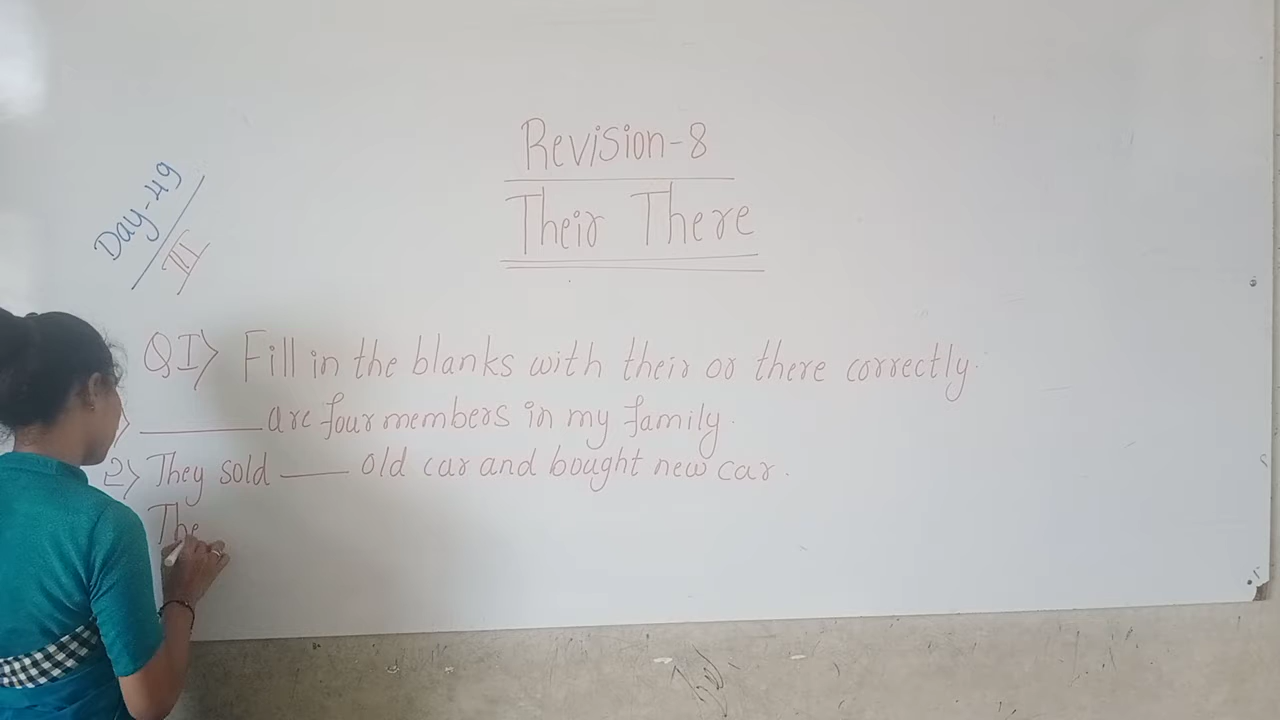 Revision-8
Their There
Day-49
III
QI> Fill in the blanks with their or there correctly.
> ______ are four members in my family.
2> They sold ____ old car and bought new car.
The